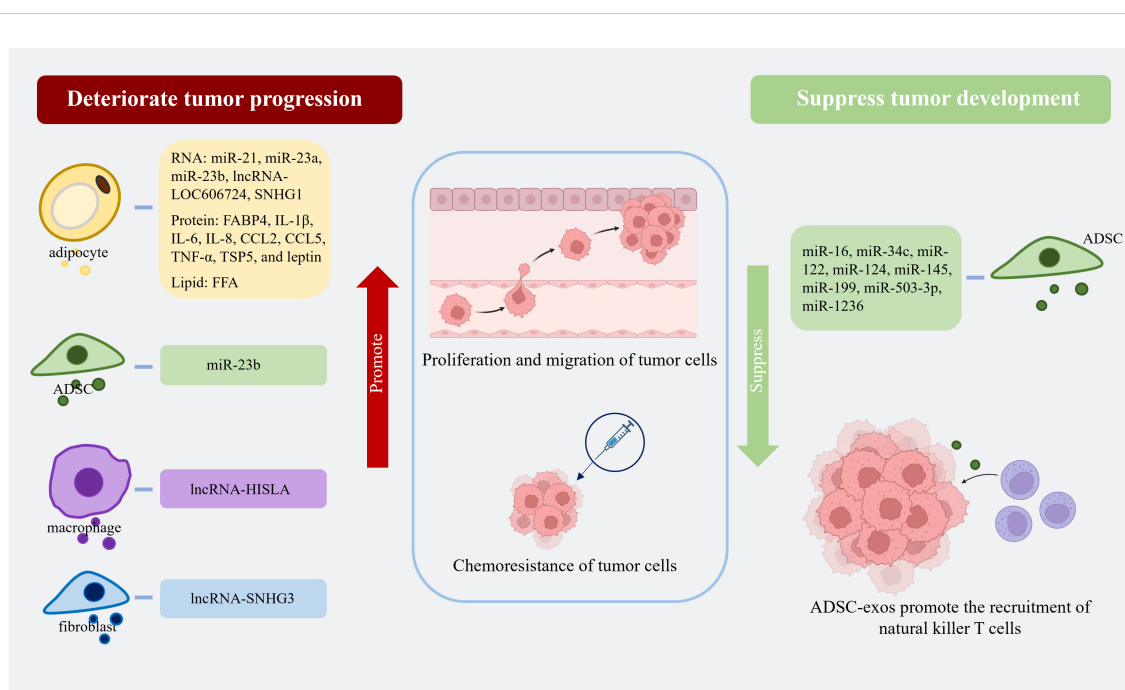 Deteriorate tumor progression
Suppress tumor development
RNA: miR-21, miR-23a,
miR-23b, lncRNA-
LOC606724, SNHG1
Protein: FABP4, IL-1β,
IL-6, IL-8, CCL2, CCL5,
TNF-α, TSP5, and leptin
Lipid: FFA
adipocyte
miR-23b
ADSC
lncRNA-HISLA
macrophage
lncRNA-SNHG3
fibroblast
Promote
Proliferation and migration of tumor cells
Chemoresistance of tumor cells
Suppress
miR-16, miR-34c, miR-
122, miR-124, miR-145,
miR-199, miR-503-3p,
miR-1236
ADSC
ADSC-exos promote the recruitment of
natural killer T cells